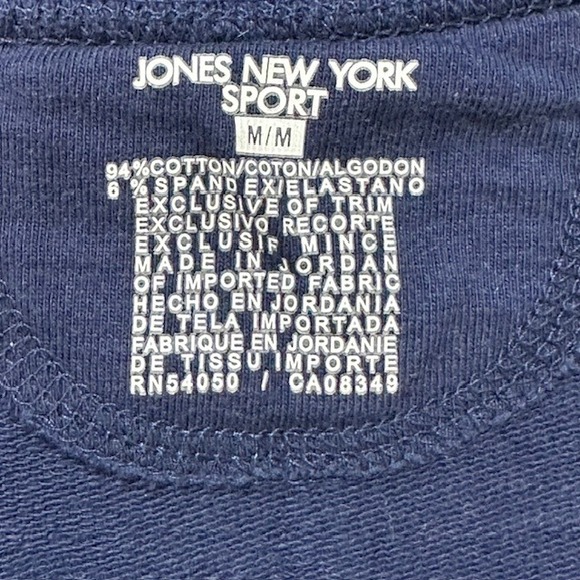 JONES NEW YORK
SPORT
M/M
94%COTTON/COTON/ALGODON
6 % SPANDEX/ELASTANO
EXCLUSIVE OF TRIM
EXCLUSIVO RECORTE
EXCLUSIF MINCE
MADE IN JORDAN
OF IMPORTED FABRIC
HECHO EN JORDANIA
DE TELA IMPORTADA
FABRIQUE EN JORDANIE
DE TISSU IMPORTE
RN54050 / CA08349